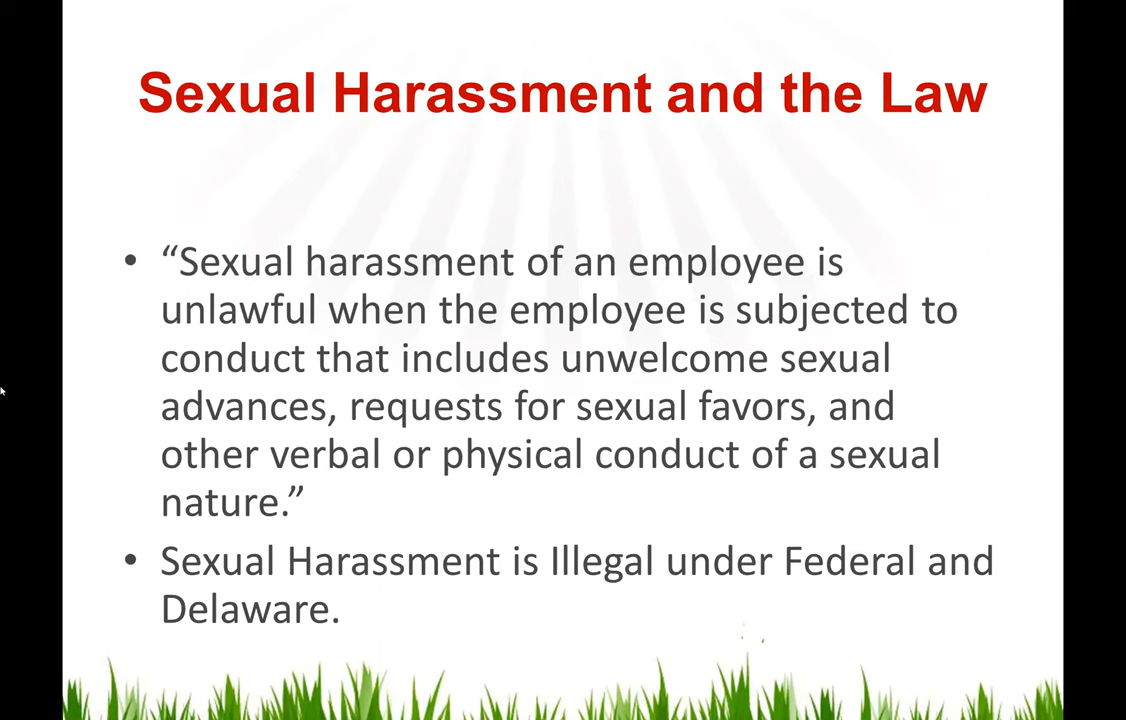 Sexual Harassment and the Law
• “Sexual harassment of an employee is
unlawful when the employee is subjected to
conduct that includes unwelcome sexual
advances, requests for sexual favors, and
other verbal or physical conduct of a sexual
nature.”
• Sexual Harassment is Illegal under Federal and
Delaware.